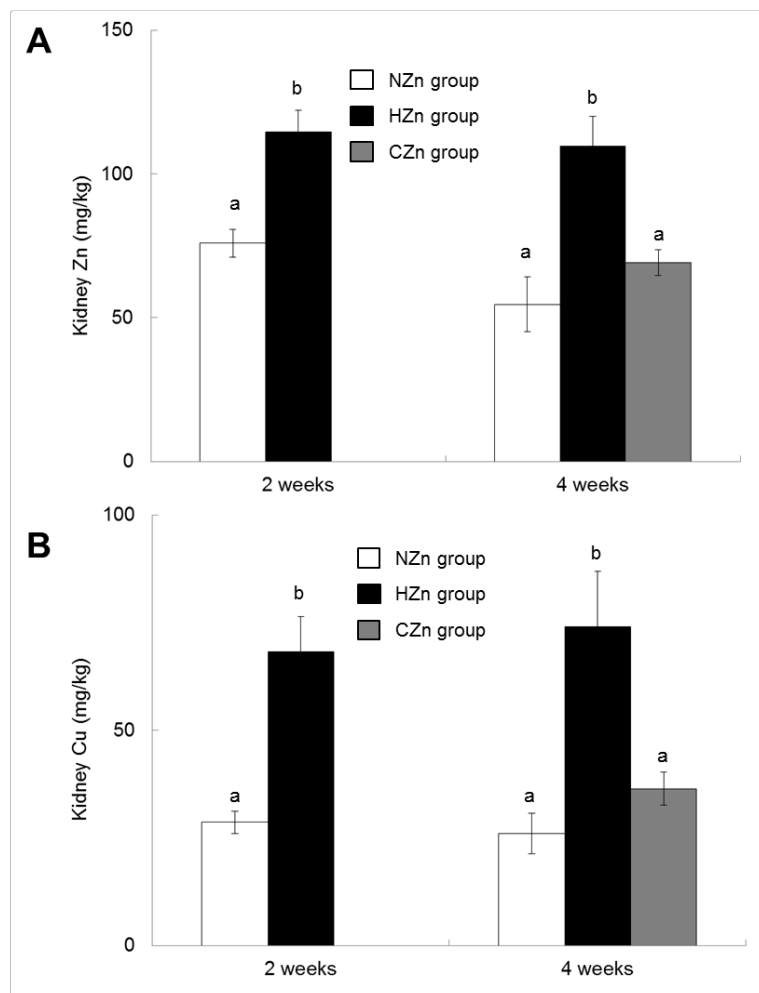 A
150
b
NZn group
b
HZn group
CZn group
100
a
a
a
Kidney Zn (mg/kg)
50
0
2 weeks
4 weeks
B
100
b
NZn group
HZn group
b
CZn group
Kidney Cu (mg/kg)
50
a
a
a
0
2 weeks
4 weeks